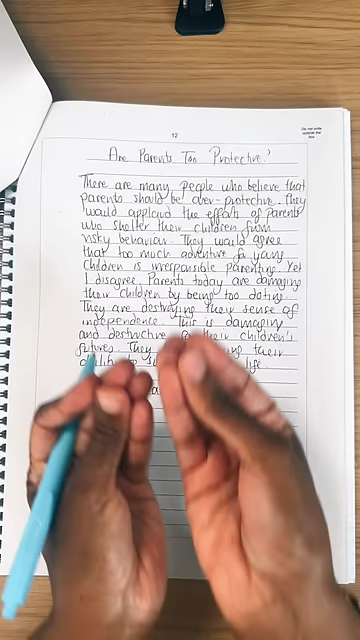 12
Do not write
outside the
box
Are Parents Too Protective?
There are many people who believe that
parents should be over-protective. They
would applaud the efforts of parents
who shelter their children from
risky behaviour. They would agree
that too much adventure for young
children is irresponsible parenting. Yet
I disagree. Parents today are damaging
their children by being too doting.
They are destroying their sense of
independence. This is damaging
and destructive for their children's
futures. They their
life.